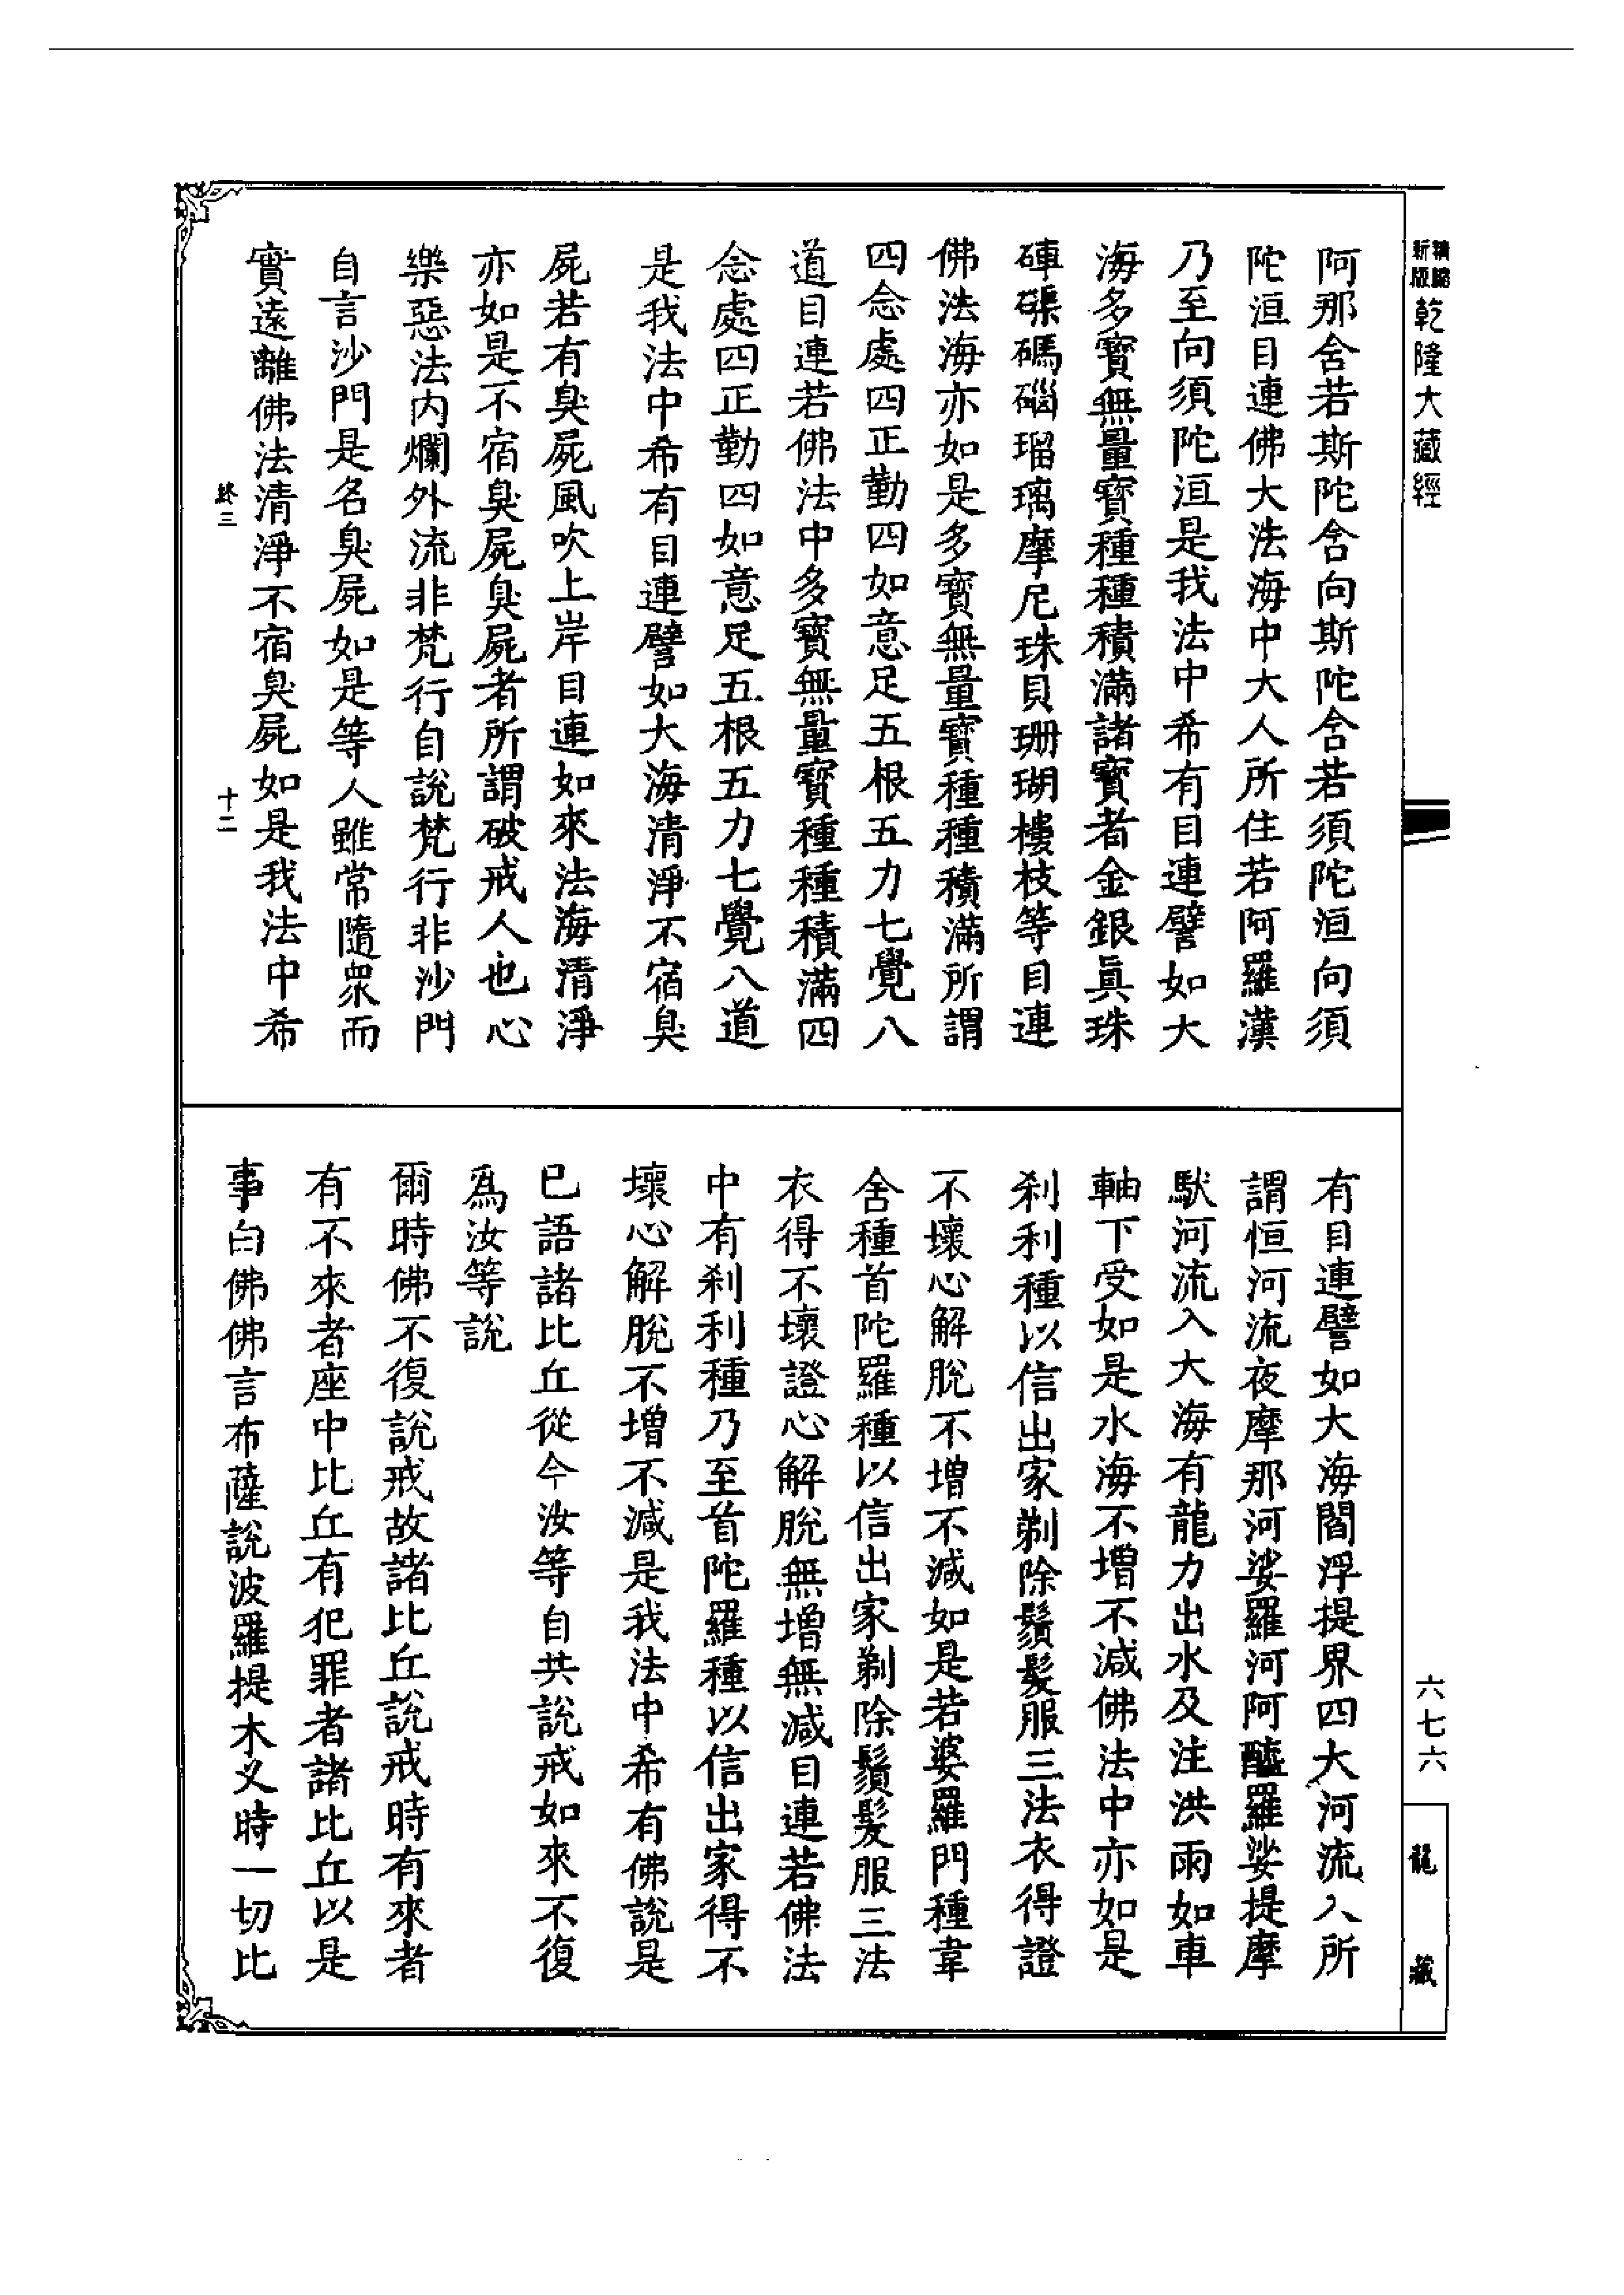 精縮
新版
乾隆大藏經
阿那舍若斯陀含向斯陀含若須陀洹向須
陀洹目連佛大法海中大人所住若阿羅漢
乃至向須陀洹是我法中希有目連譬如大
海多寶無量寶種種積滿諸寶者金銀眞珠
硨磲碼碯瑠璃摩尼珠貝珊瑚樓枝等目連
佛法海亦如是多寶無量寶種種積滿所謂
四念處四正勤四如意足五根五力七覺八
道目連若佛法中多寶無量寶種種積滿四
念處四正勤四如意足五根五力七覺八道
是我法中希有目連譬如大海清淨不宿臭
屍若有臭屍風吹上岸目連如來法海清淨
亦如是不宿臭屍臭屍者所謂破戒人也心
樂惡法内爛外流非梵行自說梵行非沙門
自言沙門是名臭屍如是等人雖常隨衆而
實遠離佛法清淨不宿臭屍如是我法中希
終三
十二
有目連譬如大海閻浮提界四大河流入所
謂恒河流夜摩那河娑羅河阿醯羅娑提摩
馱河流入大海有龍力出水及注洪雨如車
軸下受如是水海不增不減佛法中亦如是
刹利種以信出家剃除鬚髮服三法衣得證
不壞心解脫不增不減如是若婆羅門種韋
舍種首陀羅種以信出家剃除鬚髮服三法
衣得不壞證心解脫無增無減目連若佛法
中有刹利種乃至首陀羅種以信出家得不
壞心解脫不增不減是我法中希有佛說是
已語諸比丘從今汝等自共說戒如來不復
為汝等說
爾時佛不復說戒故諸比丘說戒時有來者
有不來者座中比丘有犯罪者諸比丘以是
事白佛佛言布薩說波羅提木叉時一切比
六七六
龍藏